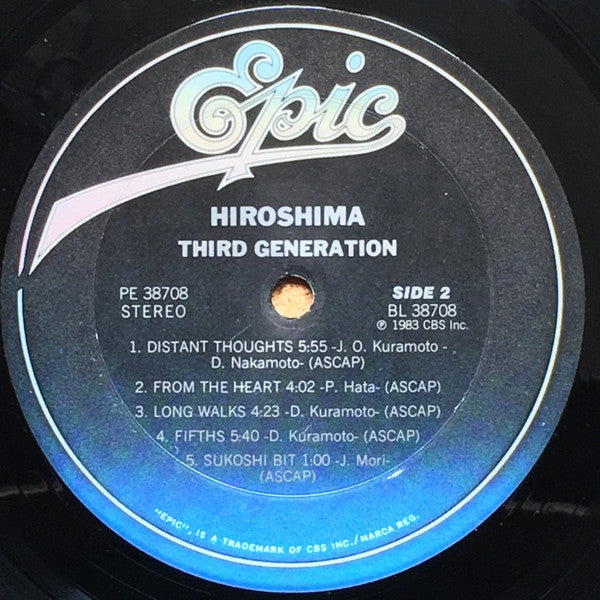 Epic
HIROSHIMA
THIRD GENERATION
PE 38708
STEREO
SIDE 2
BL 38708
℗ 1983 CBS Inc.
1. DISTANT THOUGHTS 5:55 -J. O. Kuramoto -
D. Nakamoto- (ASCAP)
2. FROM THE HEART 4:02 -P. Hata- (ASCAP)
3. LONG WALKS 4:23 -D. Kuramoto- (ASCAP)
4. FIFTHS 5:40 -D. Kuramoto- (ASCAP)
5. SUKOSHI BIT 1:00 -J. Mori-
(ASCAP)
"EPIC", IS A TRADEMARK OF CBS INC./MARCA REG.